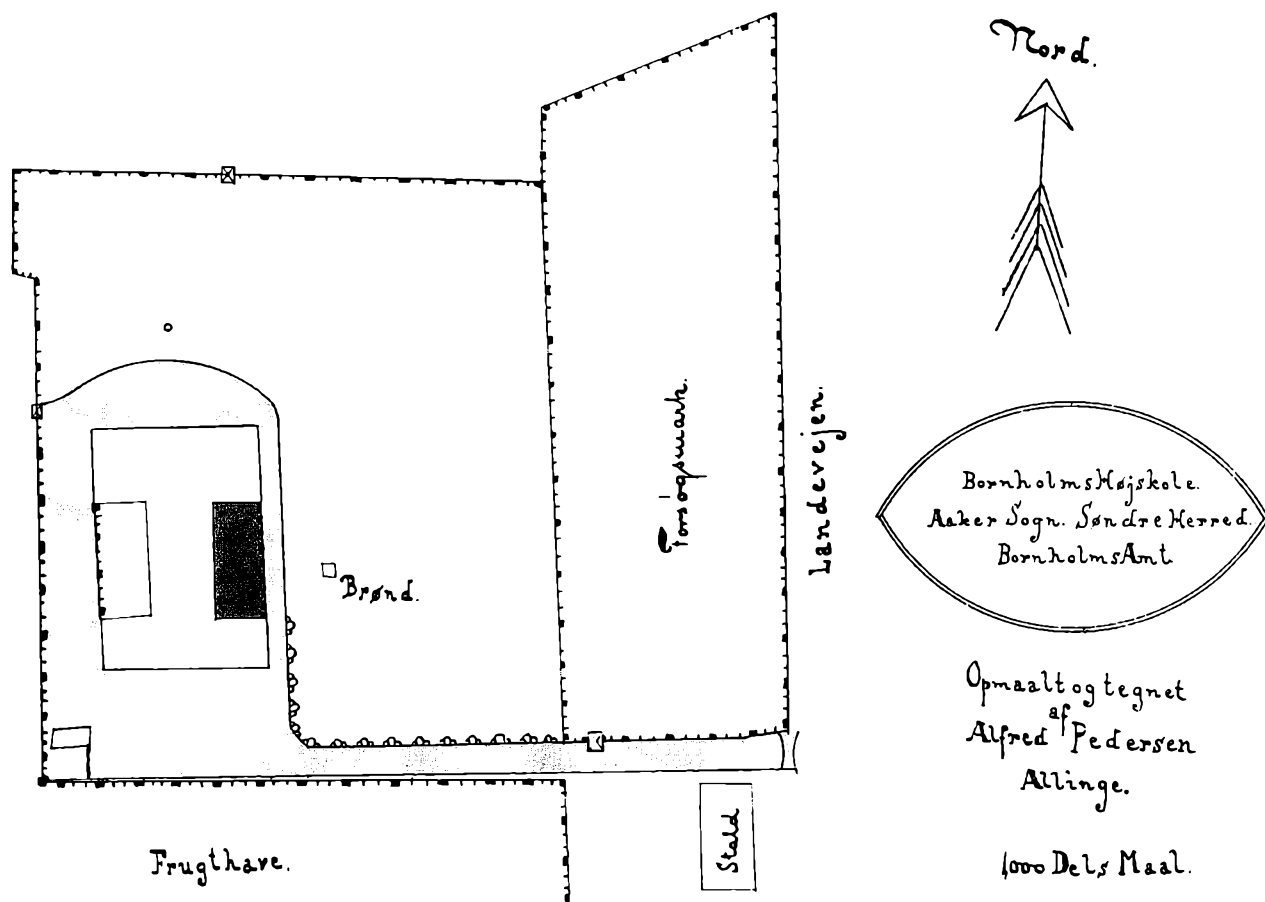 Nord.
Forsøgsmark.
Landevejen.
Brønd.
Bornholms Højskole.
Aaker Sogn. Søndre Herred.
Bornholms Amt
Opmaalt og tegnet
af
Alfred Pedersen
Allinge.
Stald
Frugthave.
1000 Dels Maal.